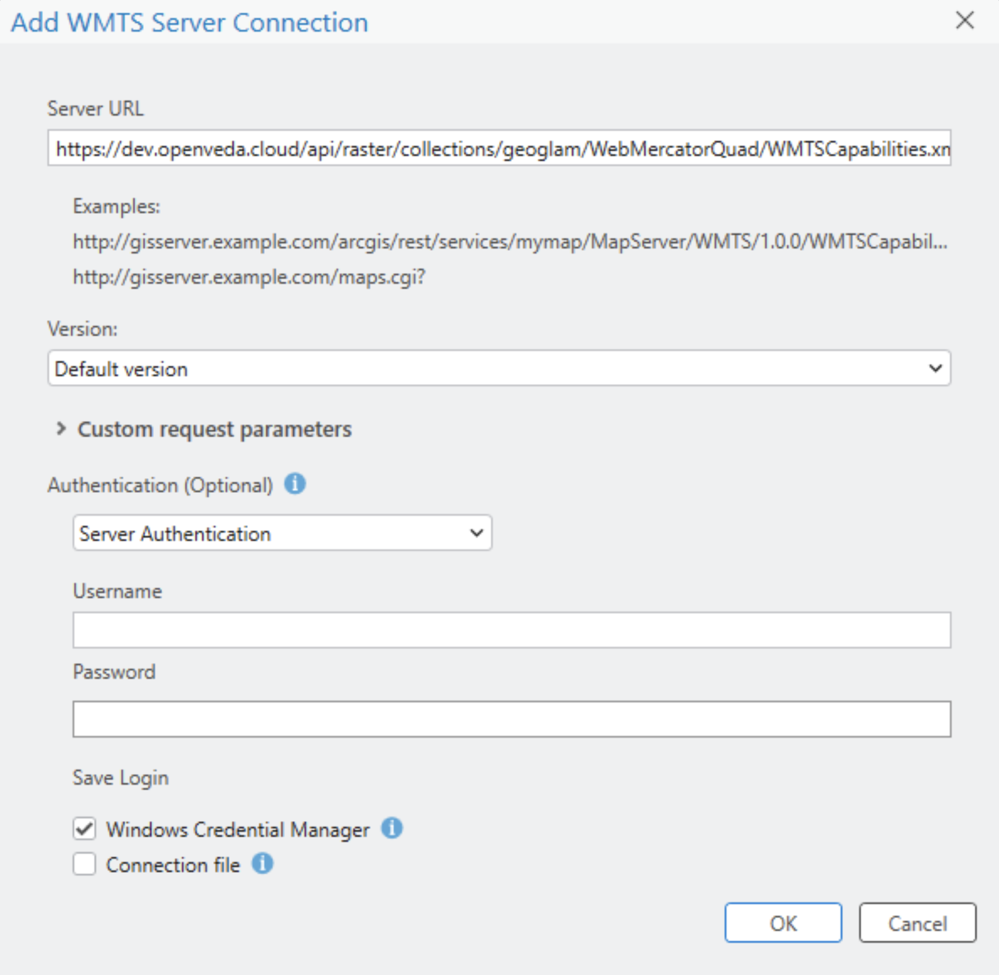 Add WMTS Server Connection
Server URL
https://dev.openveda.cloud/api/raster/collections/geoglam/WebMercatorQuad/WMTSCapabilities.xm
Examples:
http://gisserver.example.com/arcgis/rest/services/mymap/MapServer/WMTS/1.0.0/WMTSCapabil...
http://gisserver.example.com/maps.cgi?
Version:
Default version
Custom request parameters
Authentication (Optional)
Server Authentication
Username
Password
Save Login
Windows Credential Manager
Connection file
OK
Cancel